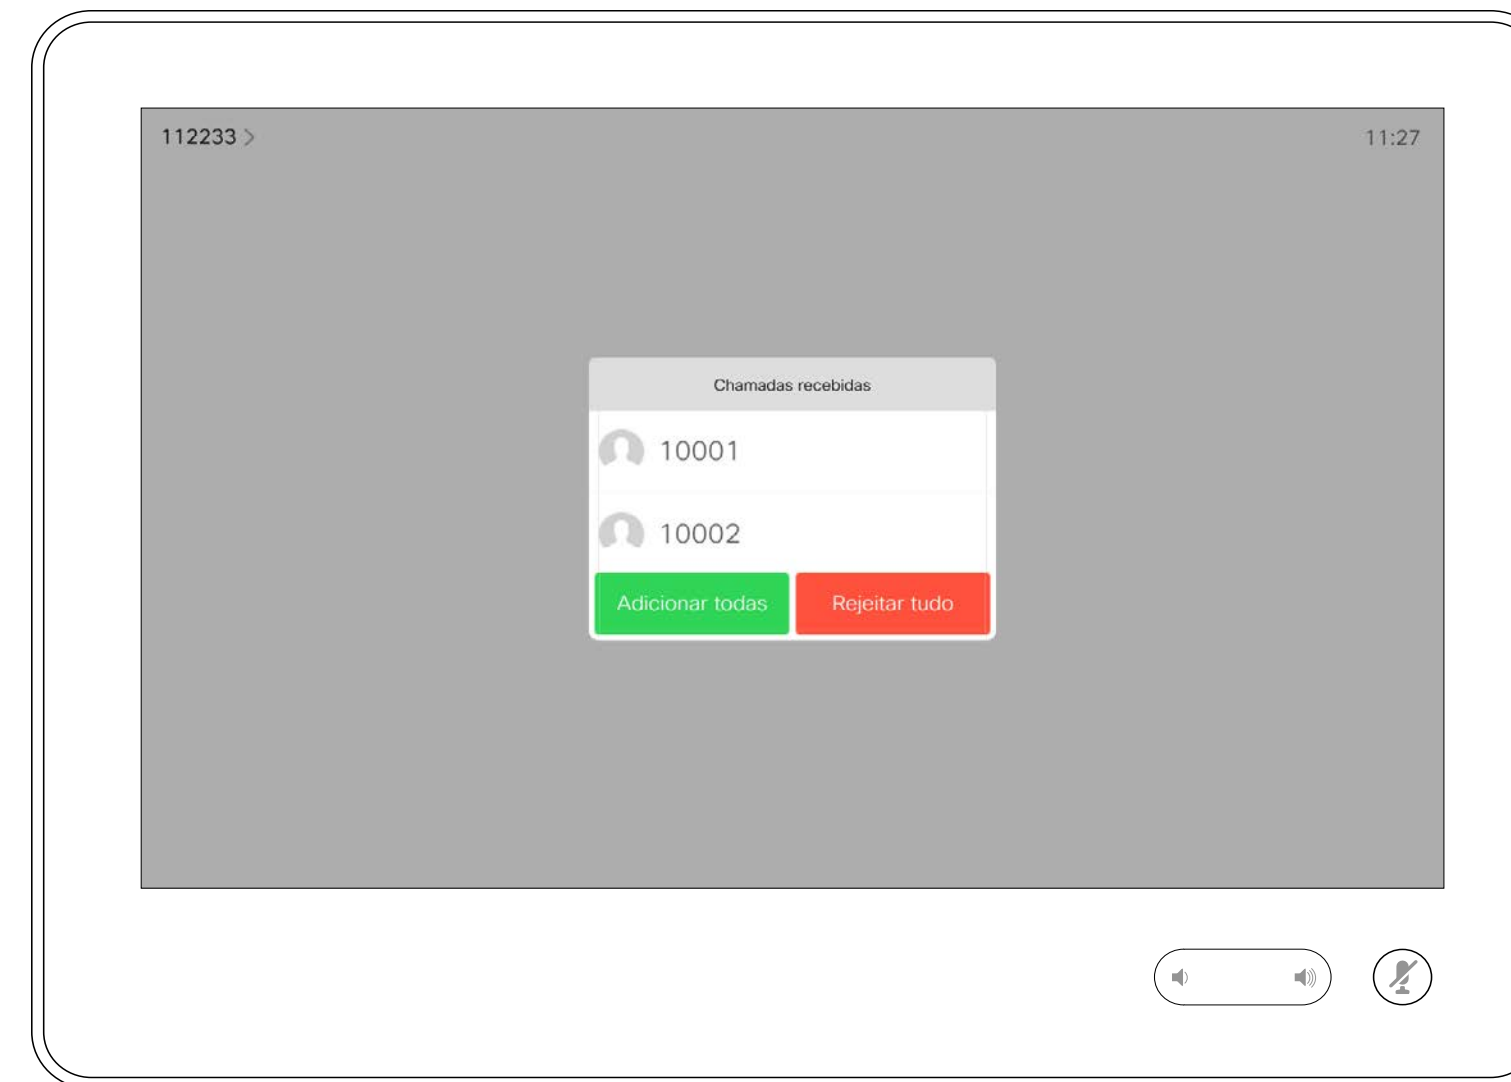 112233 >
11:27
Chamadas recebidas
10001
10002
Adicionar todas
Rejeitar tudo